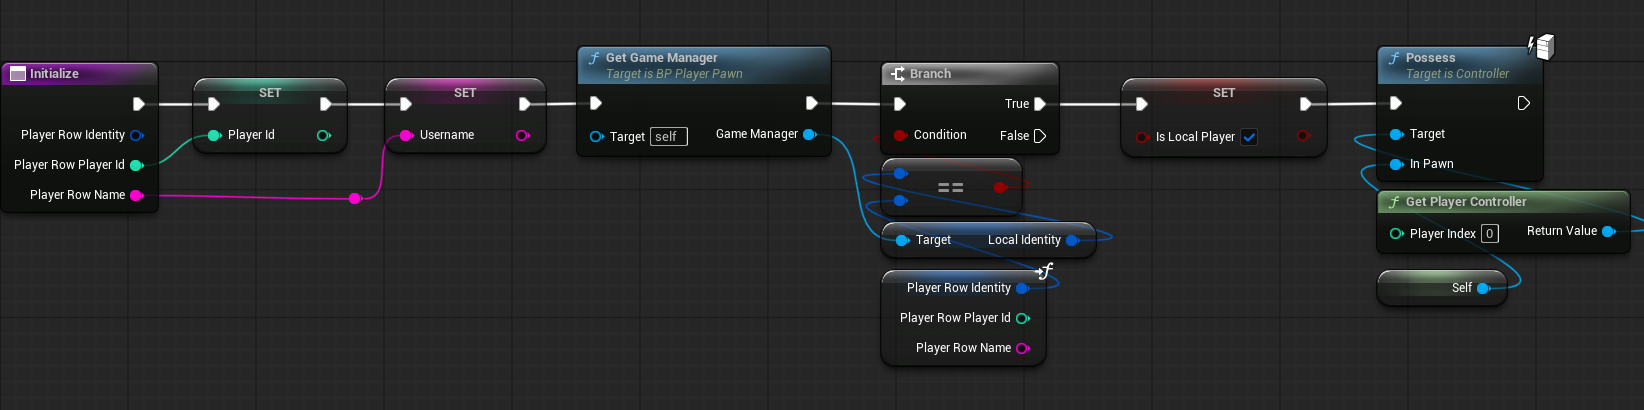 Initialize
Player Row Identity
Player Row Player Id
Player Row Name
SET
Player Id
SET
Username
Get Game Manager
Target is BP Player Pawn
Target self
Game Manager
Branch
True
Condition
False
==
Target
Local Identity
Player Row Identity
Player Row Player Id
Player Row Name
SET
Is Local Player
Possess
Target is Controller
Target
In Pawn
Get Player Controller
Player Index 0
Return Value
Self